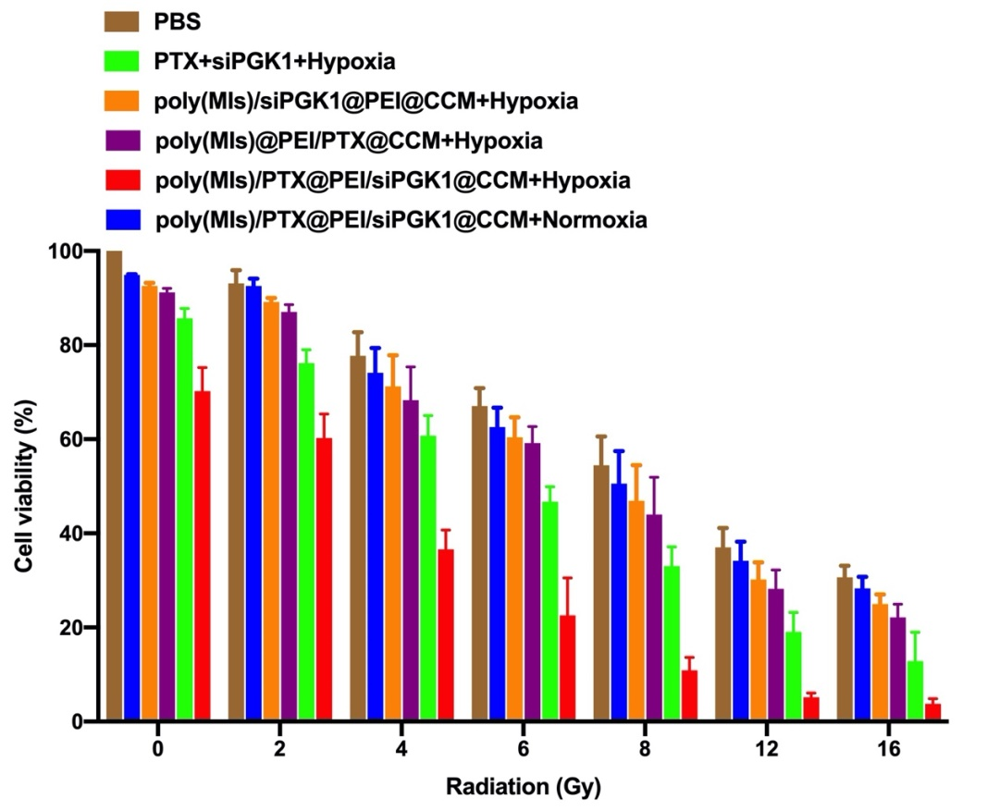 PBS
PTX+siPGK1+Hypoxia
poly(MIs)/siPGK1@PEI@CCM+Hypoxia
poly(MIs)@PEI/PTX@CCM+Hypoxia
poly(MIs)/PTX@PEI/siPGK1@CCM+Hypoxia
poly(MIs)/PTX@PEI/siPGK1@CCM+Normoxia
100
80
60
40
20
0
Cell viability (%)
0 2 4 6 8 12 16
Radiation (Gy)